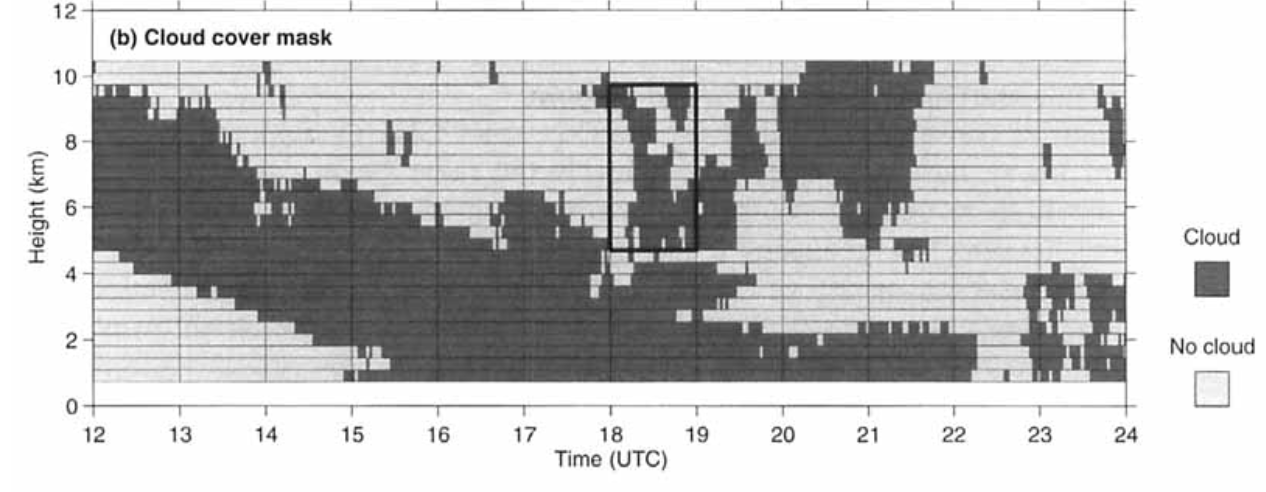 12
(b) Cloud cover mask
10
8
6
4
2
0
Height (km)
12 13 14 15 16 17 18 19 20 21 22 23 24
Time (UTC)
Cloud
No cloud